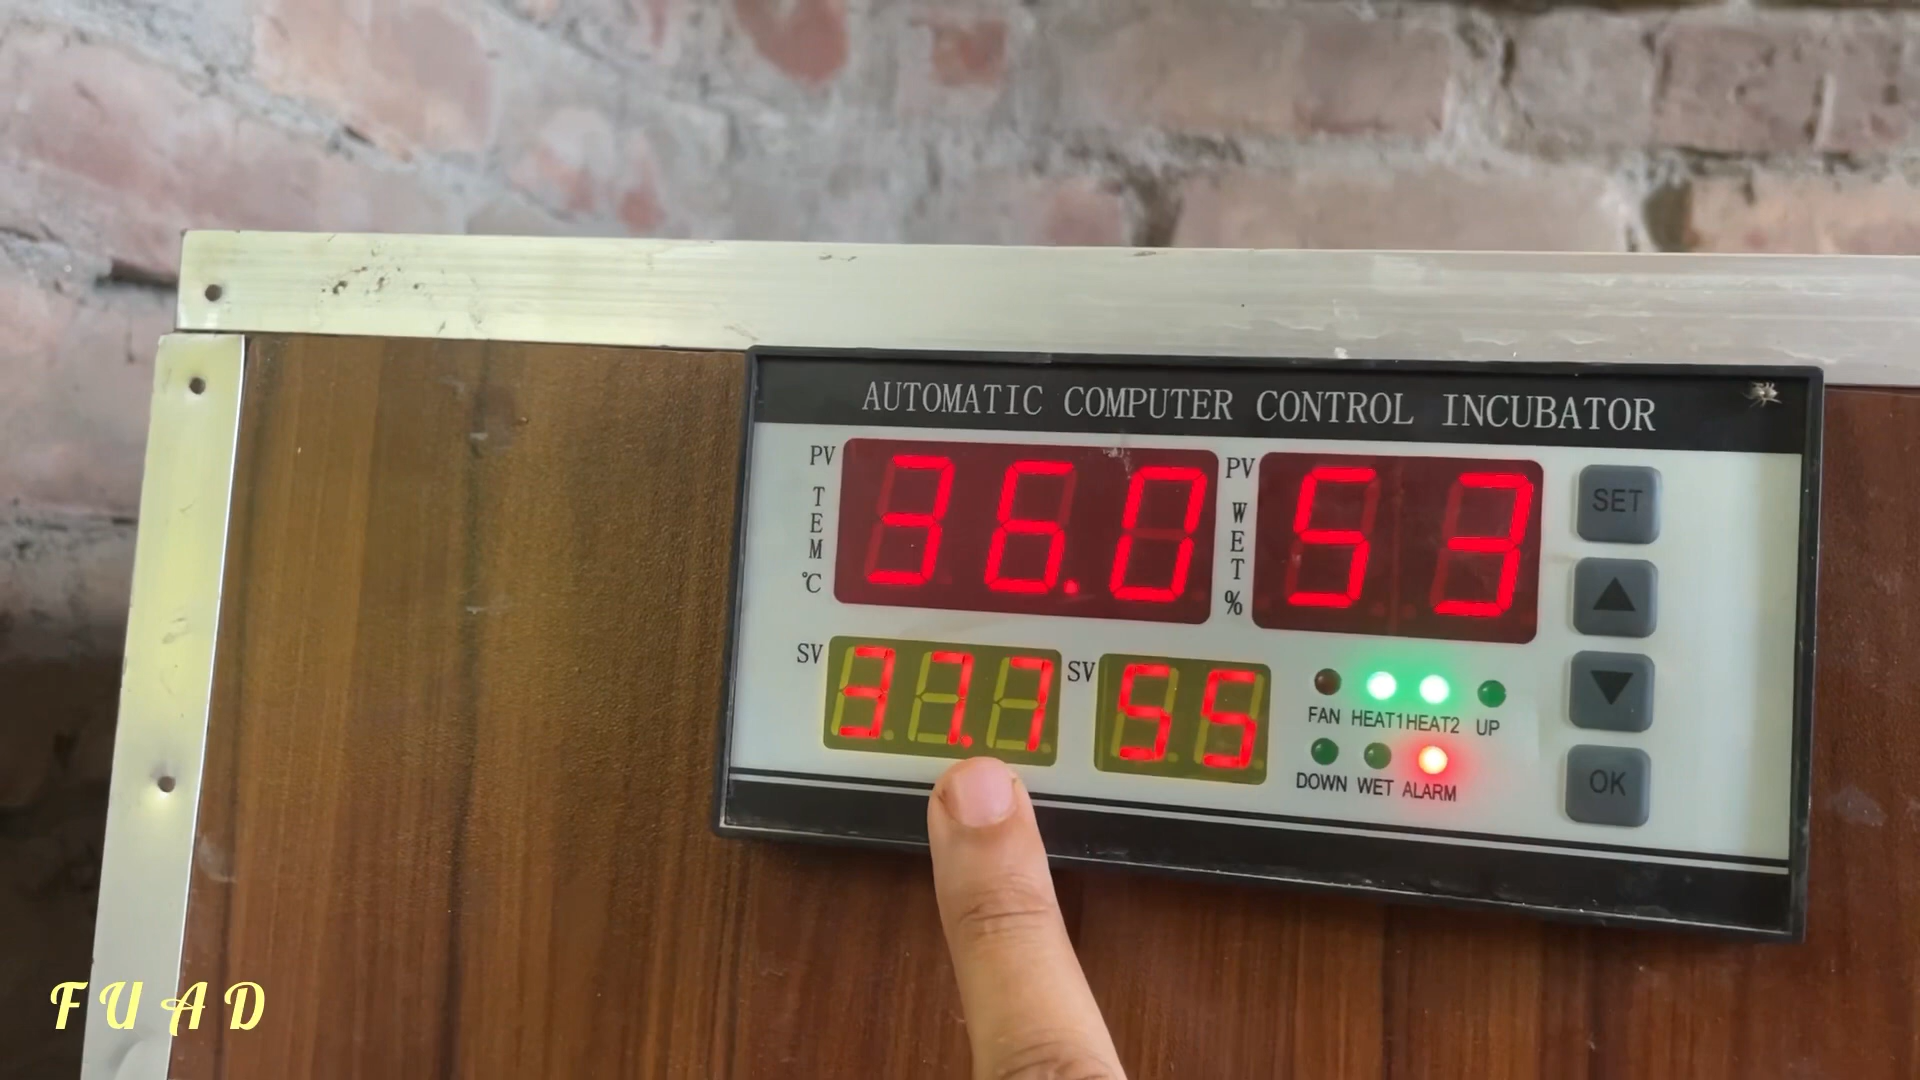 AUTOMATIC COMPUTER CONTROL INCUBATOR
PV TEM ℃ 36.0
PV WET % 53
SET
SV 37.7
SV 55
FAN HEAT1 HEAT2 UP
DOWN WET ALARM
OK
FUAD